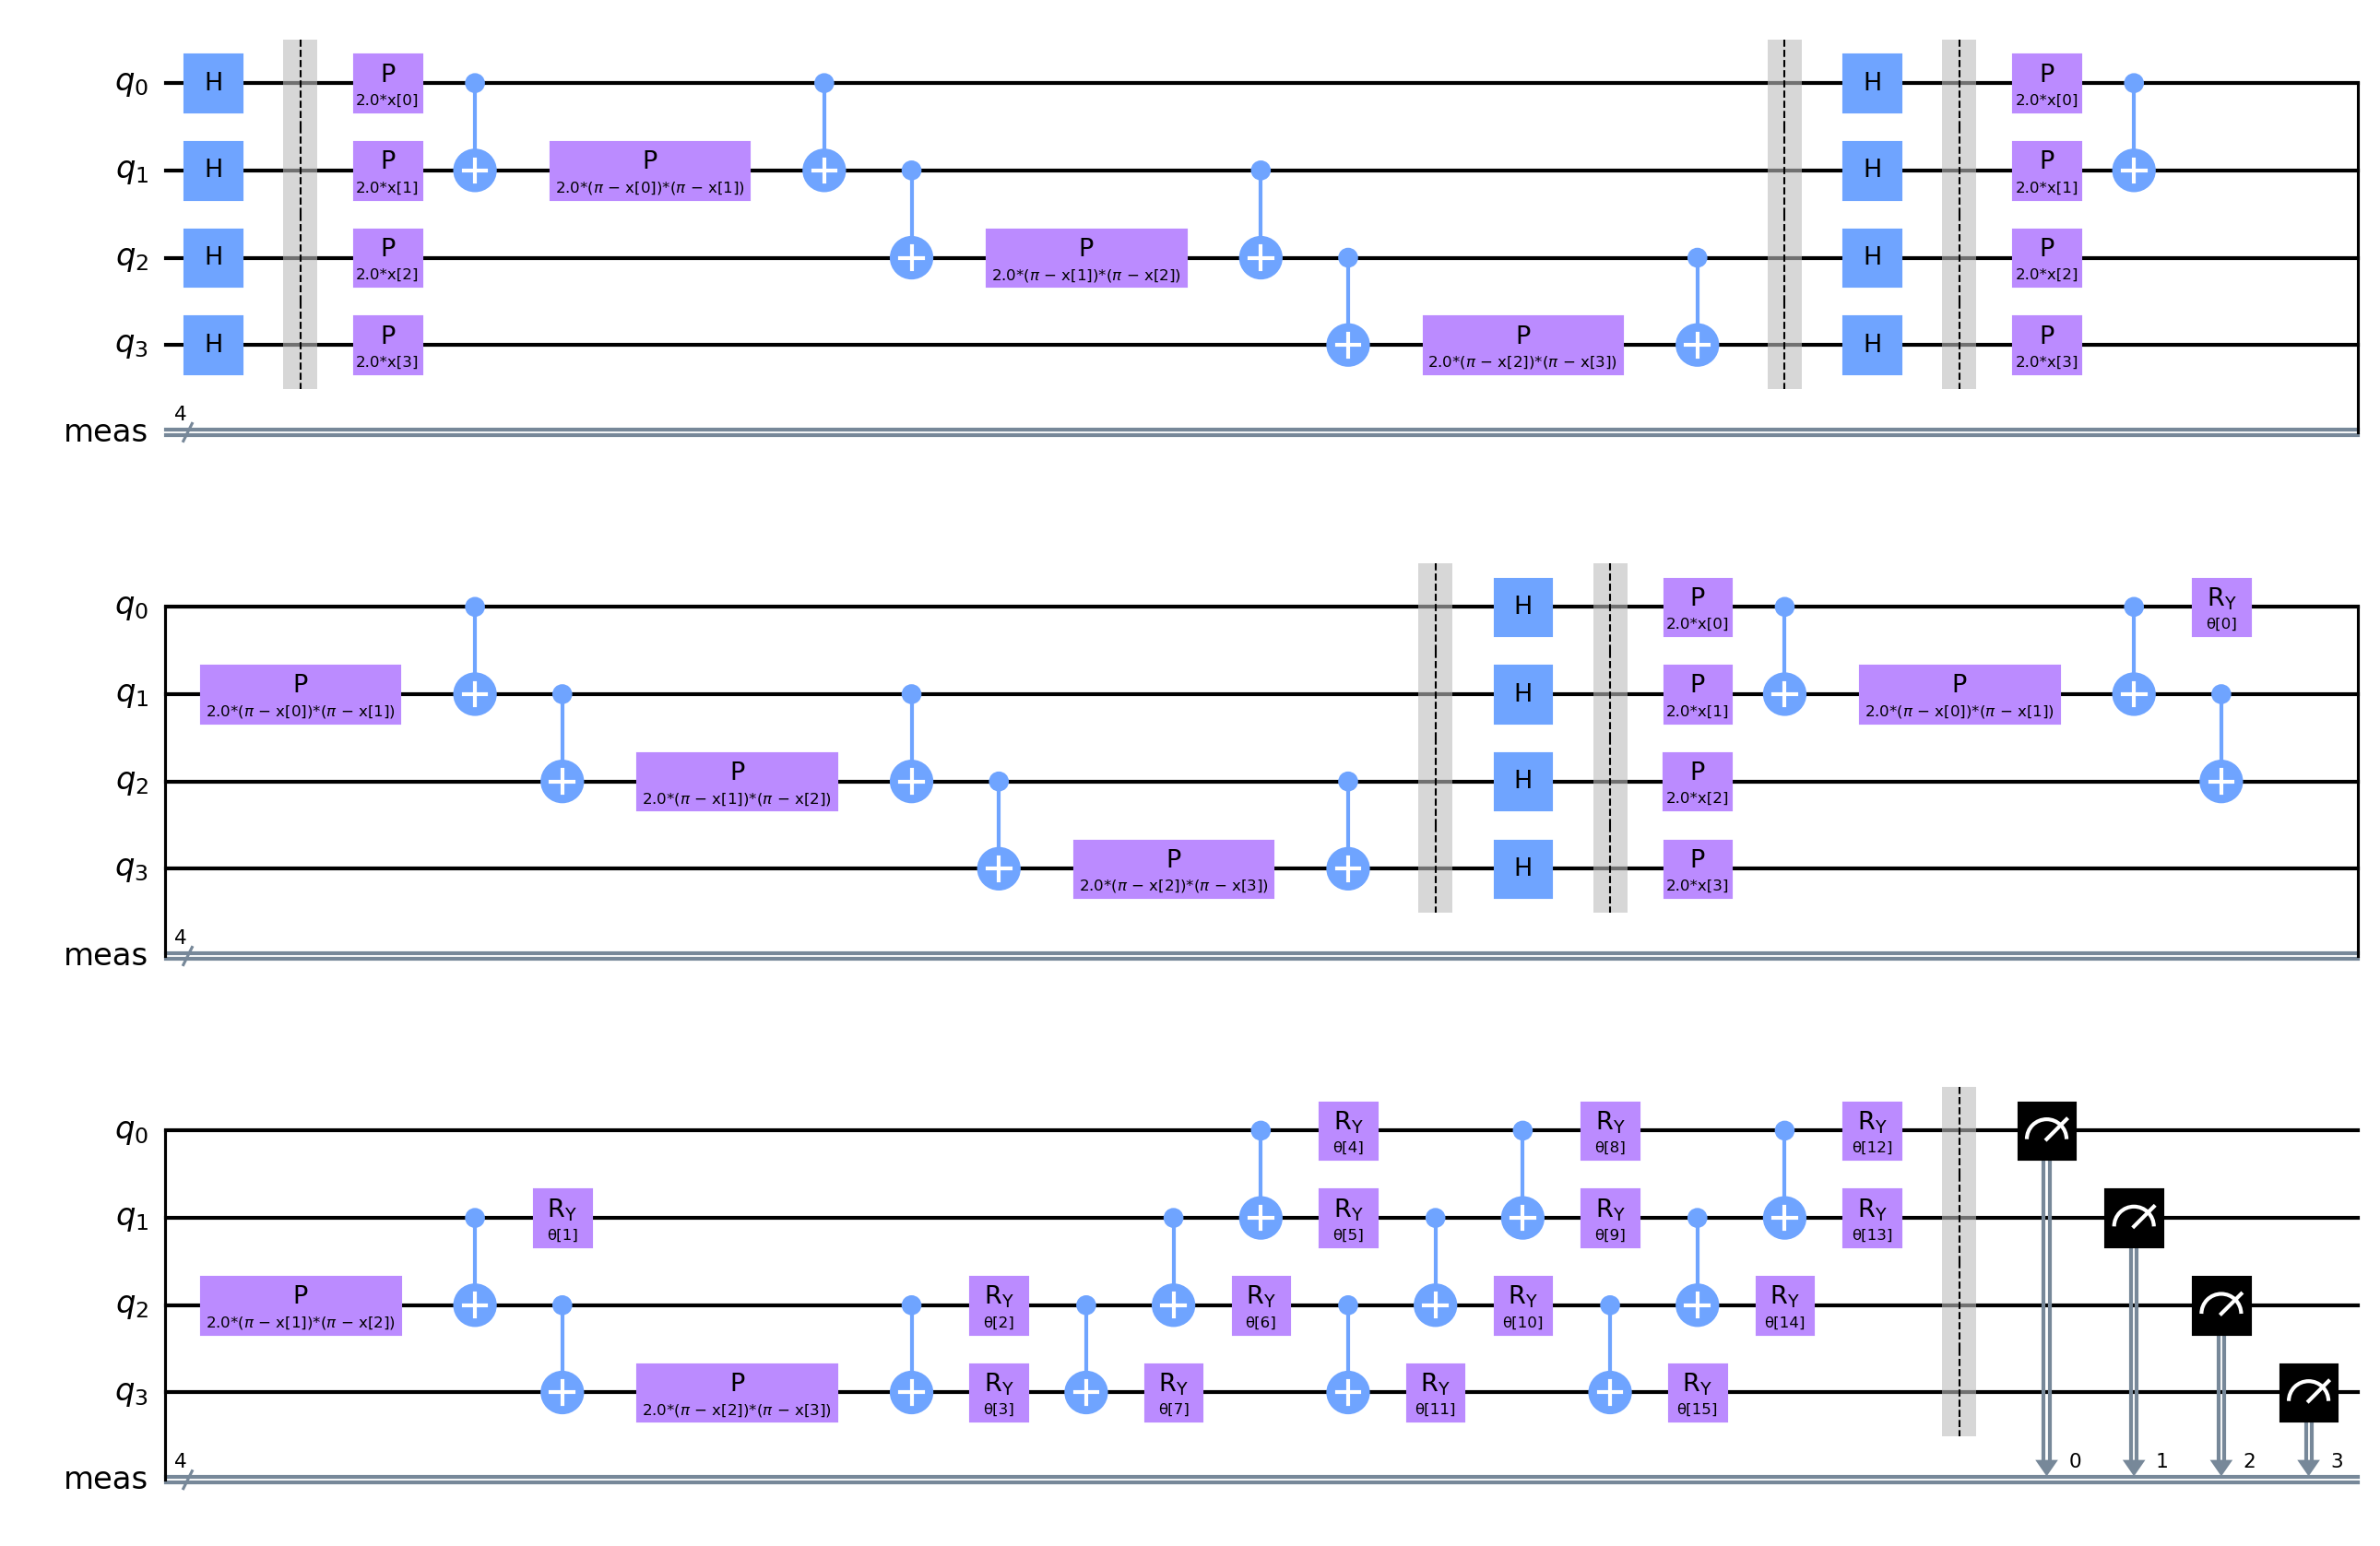 q0 H P 2.0*x[0] H P 2.0*x[0]
q1 H P 2.0*x[1] P 2.0*(π − x[0])*(π − x[1]) H P 2.0*x[1]
q2 H P 2.0*x[2] P 2.0*(π − x[1])*(π − x[2]) H P 2.0*x[2]
q3 H P 2.0*x[3] P 2.0*(π − x[2])*(π − x[3]) H P 2.0*x[3]
4
meas
q0 H P 2.0*x[0] RY θ[0]
q1 P 2.0*(π − x[0])*(π − x[1]) H P 2.0*x[1] P 2.0*(π − x[0])*(π − x[1])
q2 P 2.0*(π − x[1])*(π − x[2]) H P 2.0*x[2]
q3 P 2.0*(π − x[2])*(π − x[3]) H P 2.0*x[3]
4
meas
q0 RY θ[4] RY θ[8] RY θ[12]
q1 RY θ[1] RY θ[5] RY θ[9] RY θ[13]
q2 P 2.0*(π − x[1])*(π − x[2]) RY θ[2] RY θ[6] RY θ[10] RY θ[14]
q3 P 2.0*(π − x[2])*(π − x[3]) RY θ[3] RY θ[7] RY θ[11] RY θ[15]
4 0 1 2 3
meas